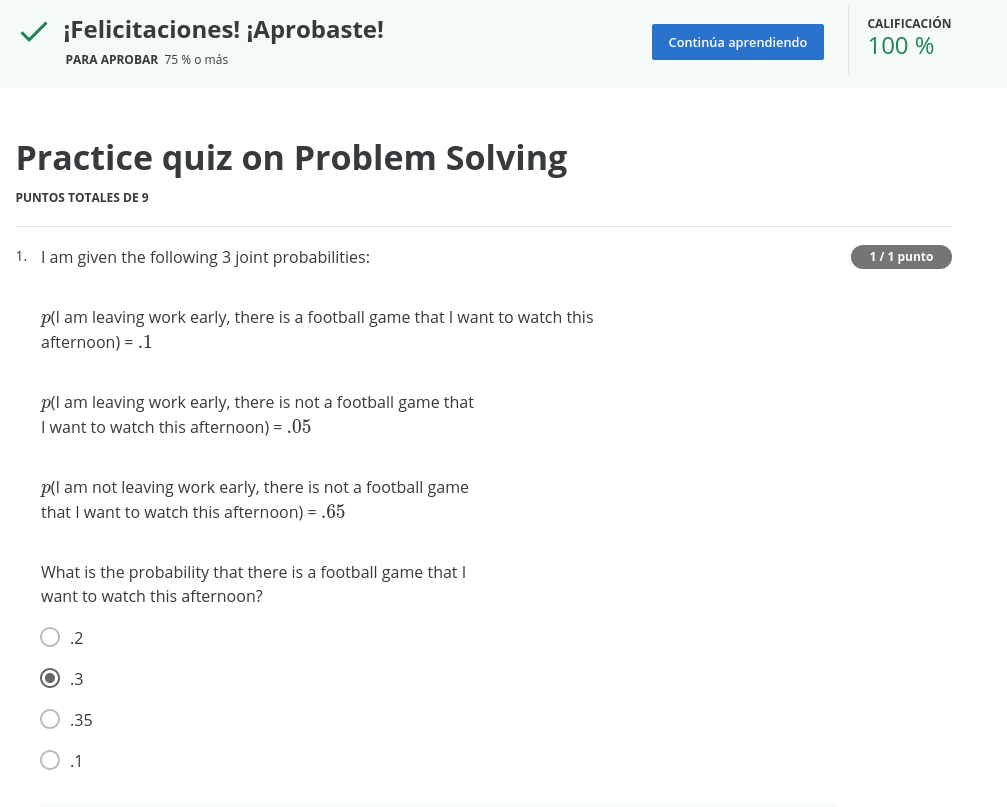 ¡Felicitaciones! ¡Aprobaste!
PARA APROBAR 75 % o más
Continúa aprendiendo
CALIFICACIÓN
100 %
Practice quiz on Problem Solving
PUNTOS TOTALES DE 9
1. I am given the following 3 joint probabilities:
1 / 1 punto
p(I am leaving work early, there is a football game that I want to watch this
afternoon) = .1
p(I am leaving work early, there is not a football game that
I want to watch this afternoon) = .05
p(I am not leaving work early, there is not a football game
that I want to watch this afternoon) = .65
What is the probability that there is a football game that I
want to watch this afternoon?
.2
.3
.35
.1